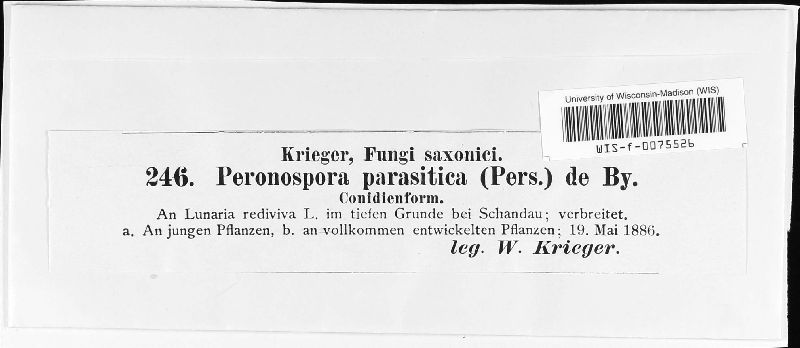 University of Wisconsin-Madison (WIS)
WIS-f-0075526
Krieger, Fungi saxonici.
246. Peronospora parasitica (Pers.) de By.
Conidienform.
An Lunaria rediviva L. im tiefen Grunde bei Schandau; verbreitet.
a. An jungen Pflanzen, b. an vollkommen entwickelten Pflanzen; 19. Mai 1886.
leg. W. Krieger.